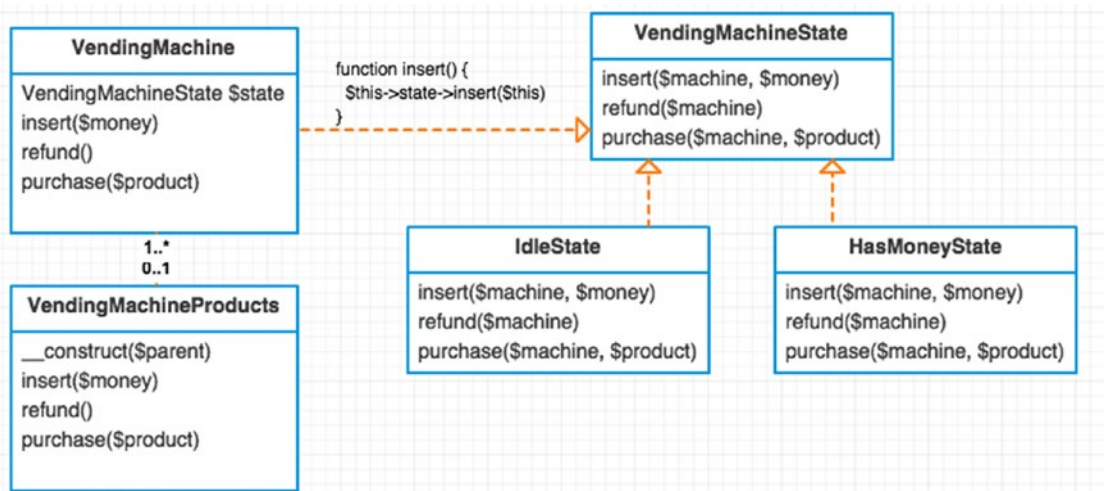 VendingMachine
VendingMachineState $state
insert($money)
refund()
purchase($product)
function insert() {
$this->state->insert($this)
}
VendingMachineState
insert($machine, $money)
refund($machine)
purchase($machine, $product)
1..*
0..1
VendingMachineProducts
__construct($parent)
insert($money)
refund()
purchase($product)
IdleState
insert($machine, $money)
refund($machine)
purchase($machine, $product)
HasMoneyState
insert($machine, $money)
refund($machine)
purchase($machine, $product)